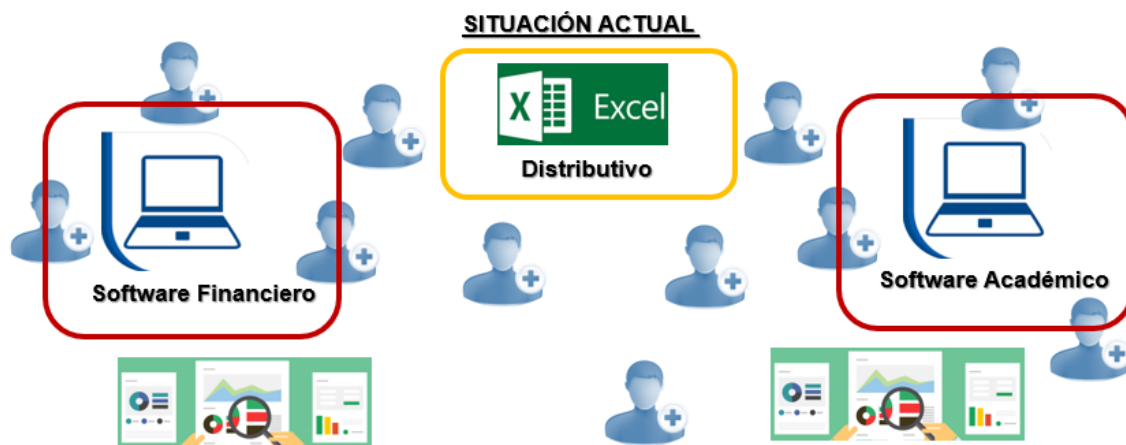 SITUACIÓN ACTUAL
X Excel
Distributivo
Software Financiero
Software Académico